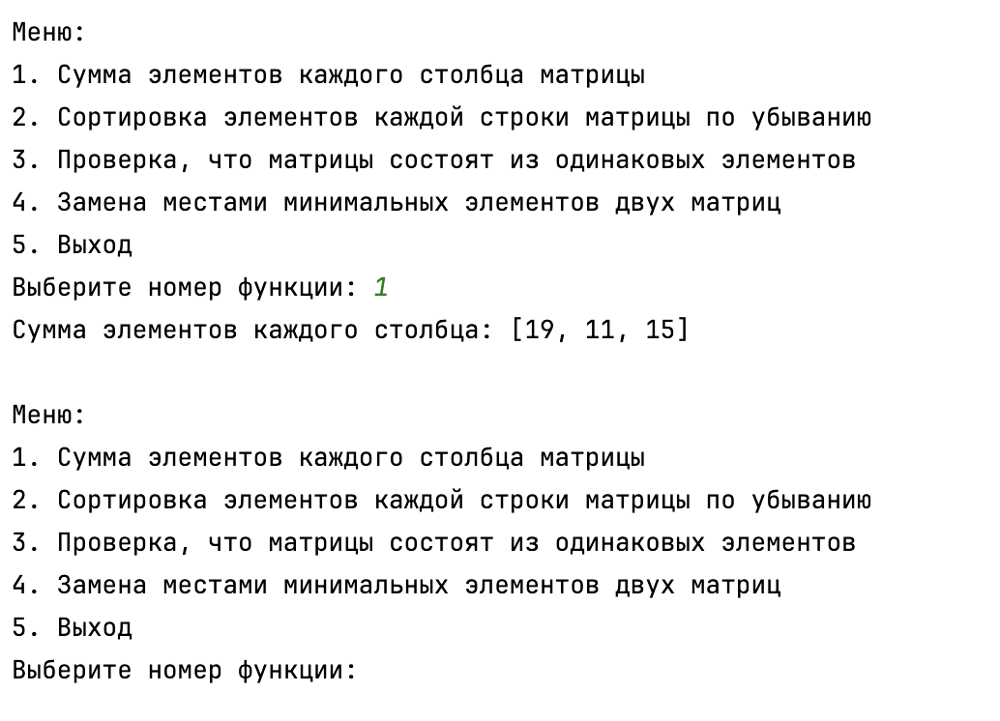 Меню:
1. Сумма элементов каждого столбца матрицы
2. Сортировка элементов каждой строки матрицы по убыванию
3. Проверка, что матрицы состоят из одинаковых элементов
4. Замена местами минимальных элементов двух матриц
5. Выход
Выберите номер функции: 1
Сумма элементов каждого столбца: [19, 11, 15]
Меню:
1. Сумма элементов каждого столбца матрицы
2. Сортировка элементов каждой строки матрицы по убыванию
3. Проверка, что матрицы состоят из одинаковых элементов
4. Замена местами минимальных элементов двух матриц
5. Выход
Выберите номер функции: